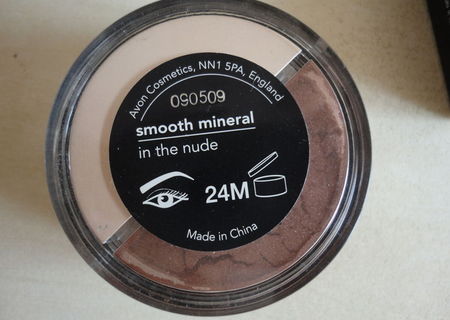 Avon Cosmetics, NN1 5PA, England
090509
smooth mineral
in the nude
24M
Made in China